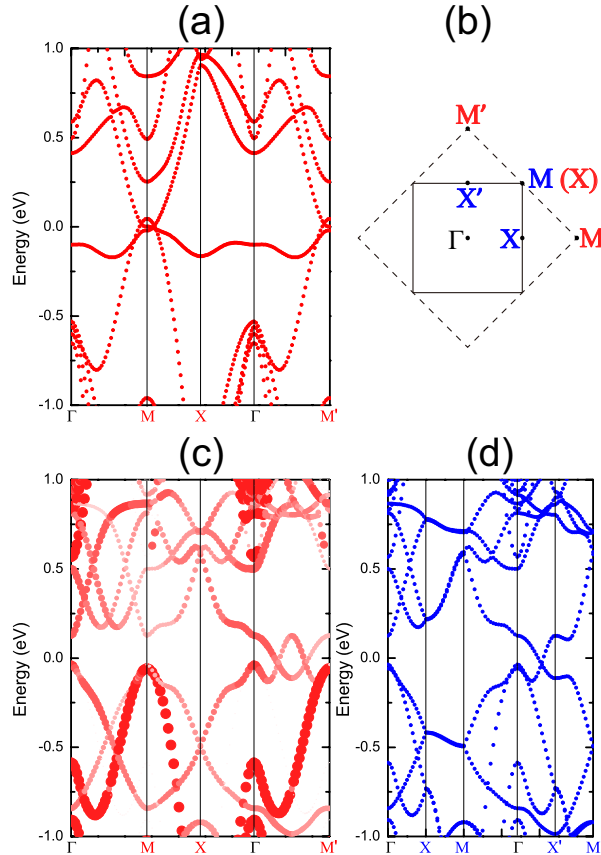 (a)
(b)
1.0
0.5
0.0
-0.5
-1.0
Energy (eV)
Γ M X Γ M'
M'
M (X)
X'
Γ X M
(c)
(d)
1.0
0.5
0.0
-0.5
-1.0
Energy (eV)
Γ M X Γ M'
1.0
0.5
0.0
-0.5
-1.0
Energy (eV)
Γ X M Γ X' M